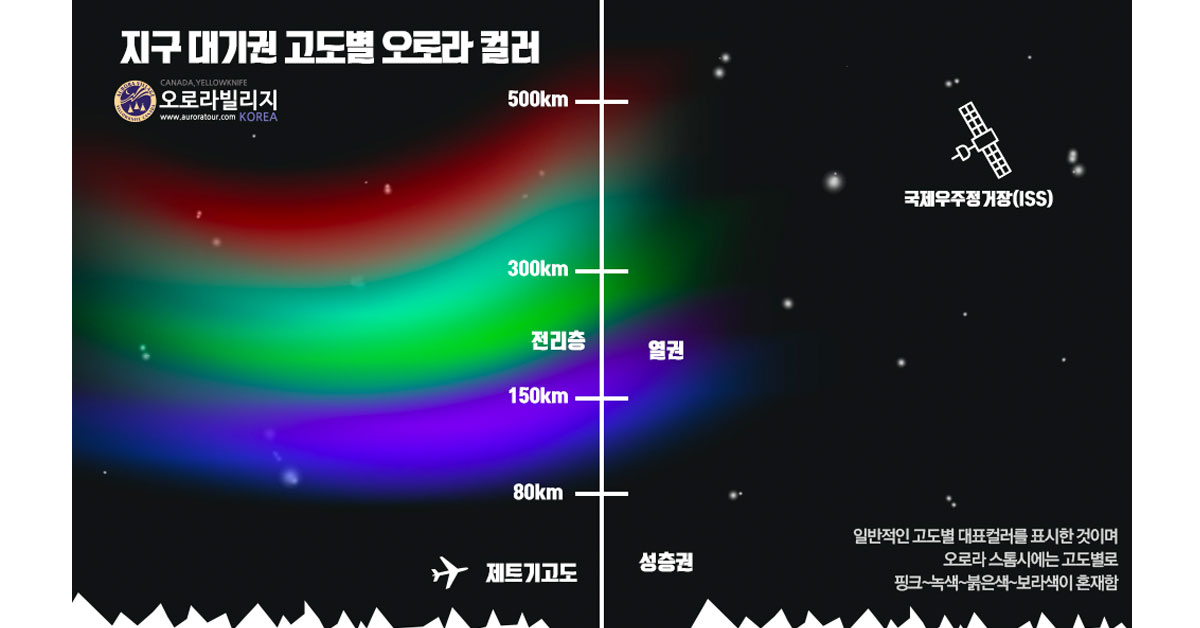 지구 대기권 고도별 오로라 컬러
CANADA, YELLOWKNIFE
오로라빌리지
www.auroratour.com KOREA
500km
국제우주정거장(ISS)
300km
전리층
열권
150km
80km
제트기고도
성층권
일반적인 고도별 대표컬러를 표시한 것이며
오로라 스톰시에는 고도별로
핑크~녹색~붉은색~보라색이 혼재함